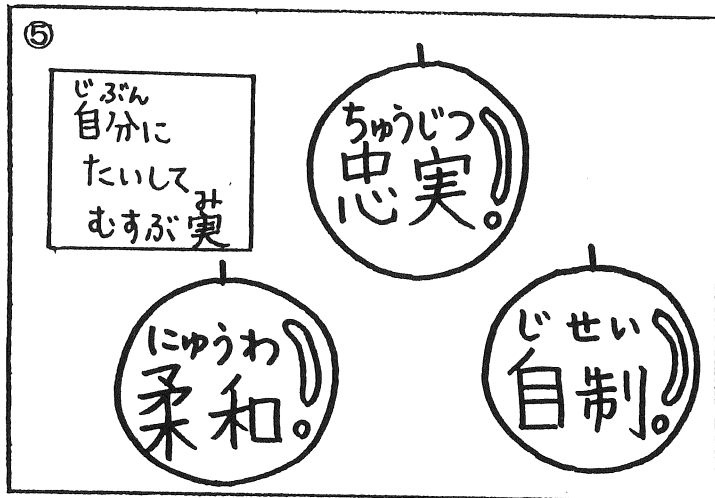 ⑤
じぶん
自分に
たいして
み
むすぶ実
ちゅうじつ
忠実
にゅうわ
柔和
じせい
自制